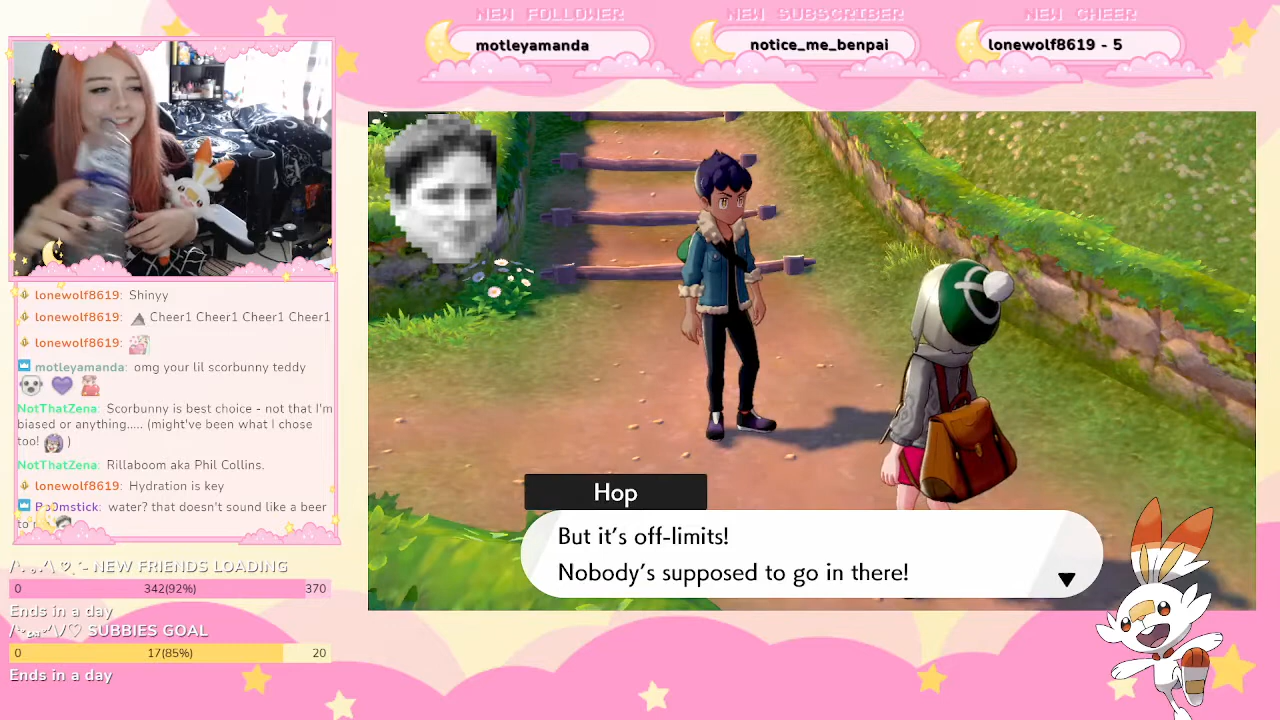 NEW FOLLOWER
NEW SUBSCRIBER
NEW CHEER
motleyamanda
notice_me_benpai
lonewolf8619 - 5
lonewolf8619: Shinyy
lonewolf8619: Cheer1 Cheer1 Cheer1 Cheer1
lonewolf8619:
motleyamanda: omg your lil scorbunny teddy
NotThatZena: Scorbunny is best choice - not that I'm
biased or anything..... (might've been what I chose
too! )
NotThatZena: Rillaboom aka Phil Collins.
lonewolf8619: Hydration is key
water? that doesn't sound like a beer
to
Hop
But it's off-limits!
Nobody's supposed to go in there!
NEW FRIENDS LOADING
0 342(92%) 370
Ends in a day
SUBBIES GOAL
0 17(85%) 20
Ends in a day